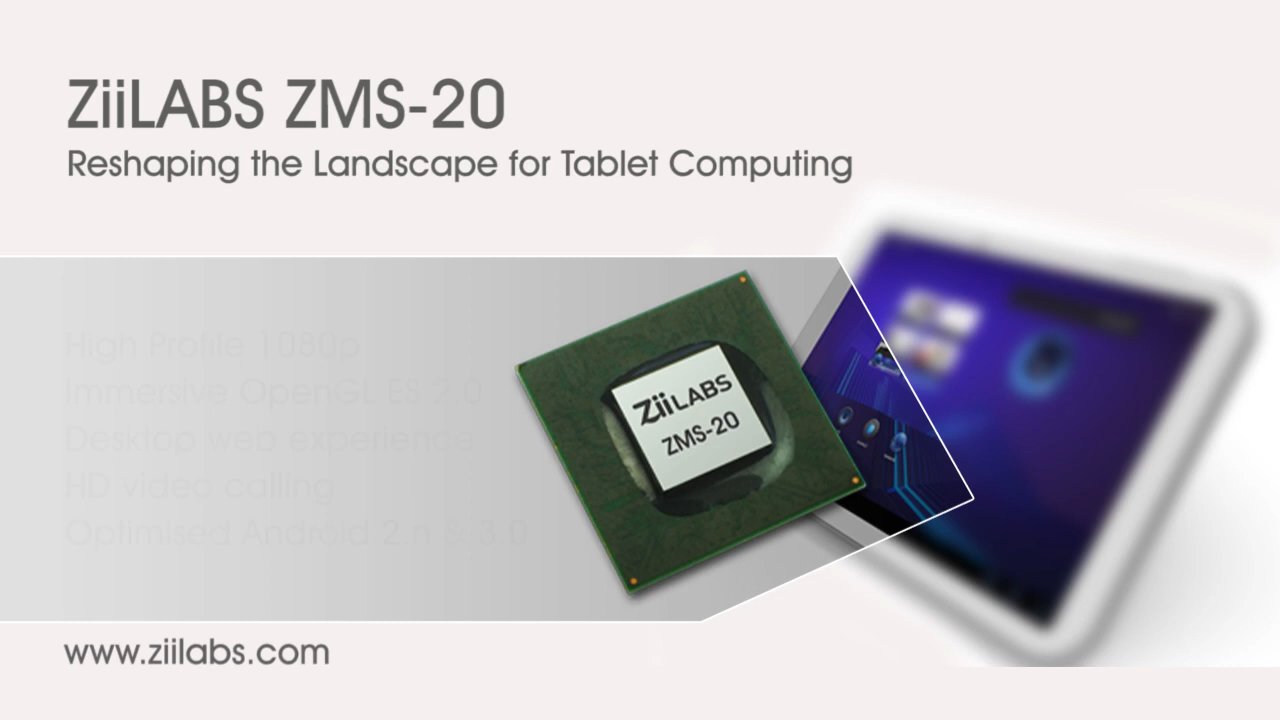 ZiiLABS ZMS-20
Reshaping the Landscape for Tablet Computing
High Profile 1080p
Immersive OpenGL ES 2.0
Desktop web experience
HD video calling
Optimised Android 2.n & 3.0
ZiiLABS
ZMS-20
www.ziilabs.com